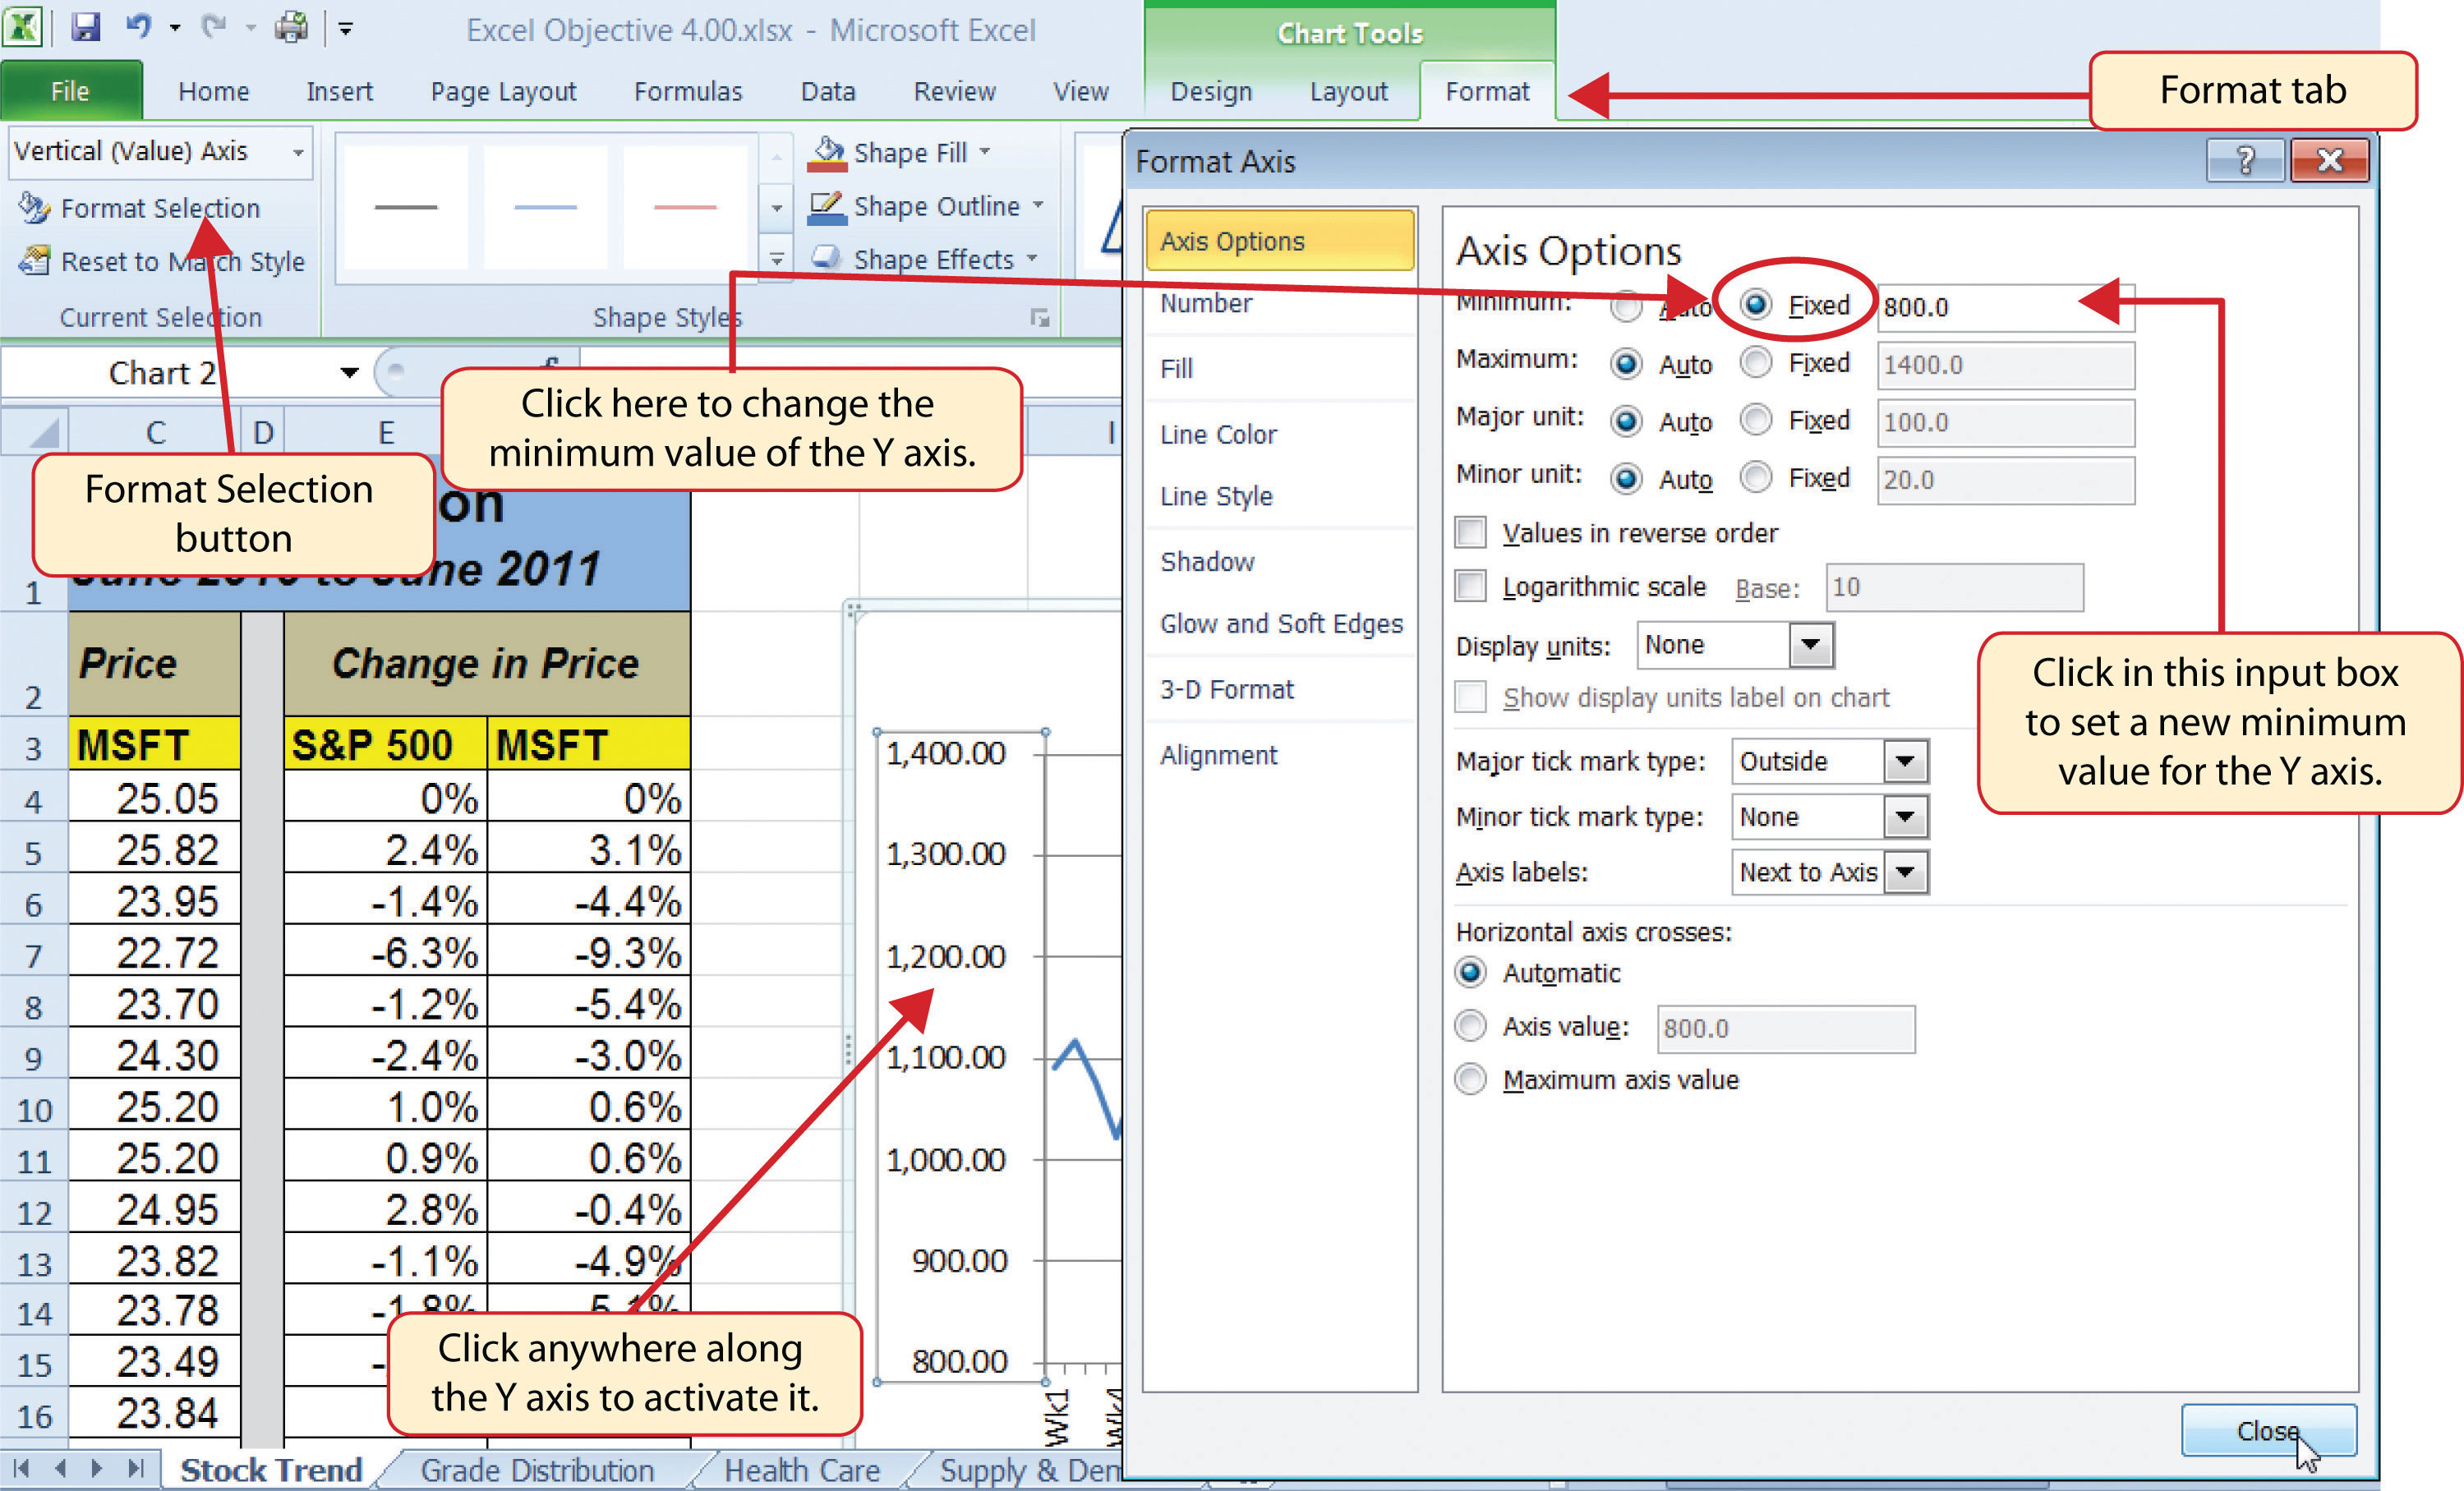 Excel Objective 4.00.xlsx - Microsoft Excel
Chart Tools
File Home Insert Page Layout Formulas Data Review View Design Layout Format
Format tab
Vertical (Value) Axis
Format Selection
Reset to Match Style
Current Selection
Shape Fill
Shape Outline
Shape Effects
Shape Styles
Chart 2
C D E I
Click here to change the
minimum value of the Y axis.
Format Selection
button
on
June 2010 to June 2011
1
2 Price Change in Price
3 MSFT S&P 500 MSFT
4 25.05 0% 0%
5 25.82 2.4% 3.1%
6 23.95 -1.4% -4.4%
7 22.72 -6.3% -9.3%
8 23.70 -1.2% -5.4%
9 24.30 -2.4% -3.0%
10 25.20 1.0% 0.6%
11 25.20 0.9% 0.6%
12 24.95 2.8% -0.4%
13 23.82 -1.1% -4.9%
14 23.78 -1.8% 5.1%
15 23.49
16 23.84
Click anywhere along
the Y axis to activate it.
1,400.00
1,300.00
1,200.00
1,100.00
1,000.00
900.00
800.00
Wk1
Stock Trend Grade Distribution Health Care Supply & Dem
Format Axis
Axis Options
Number
Fill
Line Color
Line Style
Shadow
Glow and Soft Edges
3-D Format
Alignment
Axis Options
Minimum: Auto Fixed 800.0
Maximum: Auto Fixed 1400.0
Major unit: Auto Fixed 100.0
Minor unit: Auto Fixed 20.0
Values in reverse order
Logarithmic scale Base: 10
Display units: None
Show display units label on chart
Major tick mark type: Outside
Minor tick mark type: None
Axis labels: Next to Axis
Horizontal axis crosses:
Automatic
Axis value: 800.0
Maximum axis value
Click in this input box
to set a new minimum
value for the Y axis.
Close